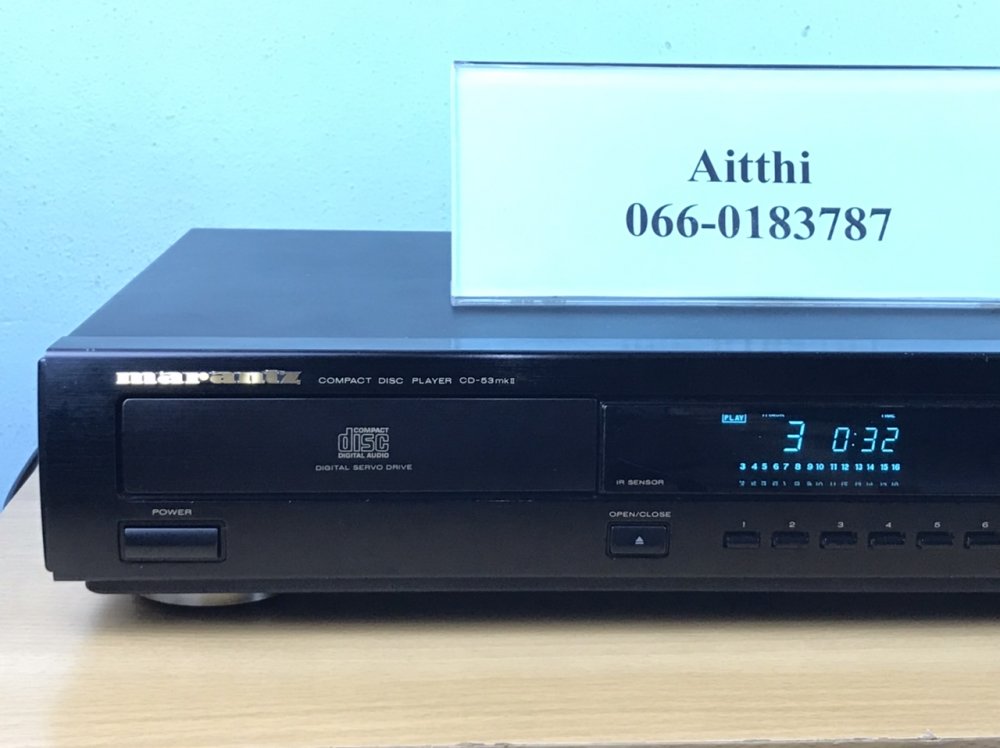 Aitthi
066-0183787
marantz COMPACT DISC PLAYER CD-53mkII
COMPACT
disc
DIGITAL AUDIO
DIGITAL SERVO DRIVE
PLAY
3 0:32
3 4 5 6 7 8 9 10 11 12 13 14 15 16
IR SENSOR
POWER
OPEN/CLOSE
1 2 3 4 5 6